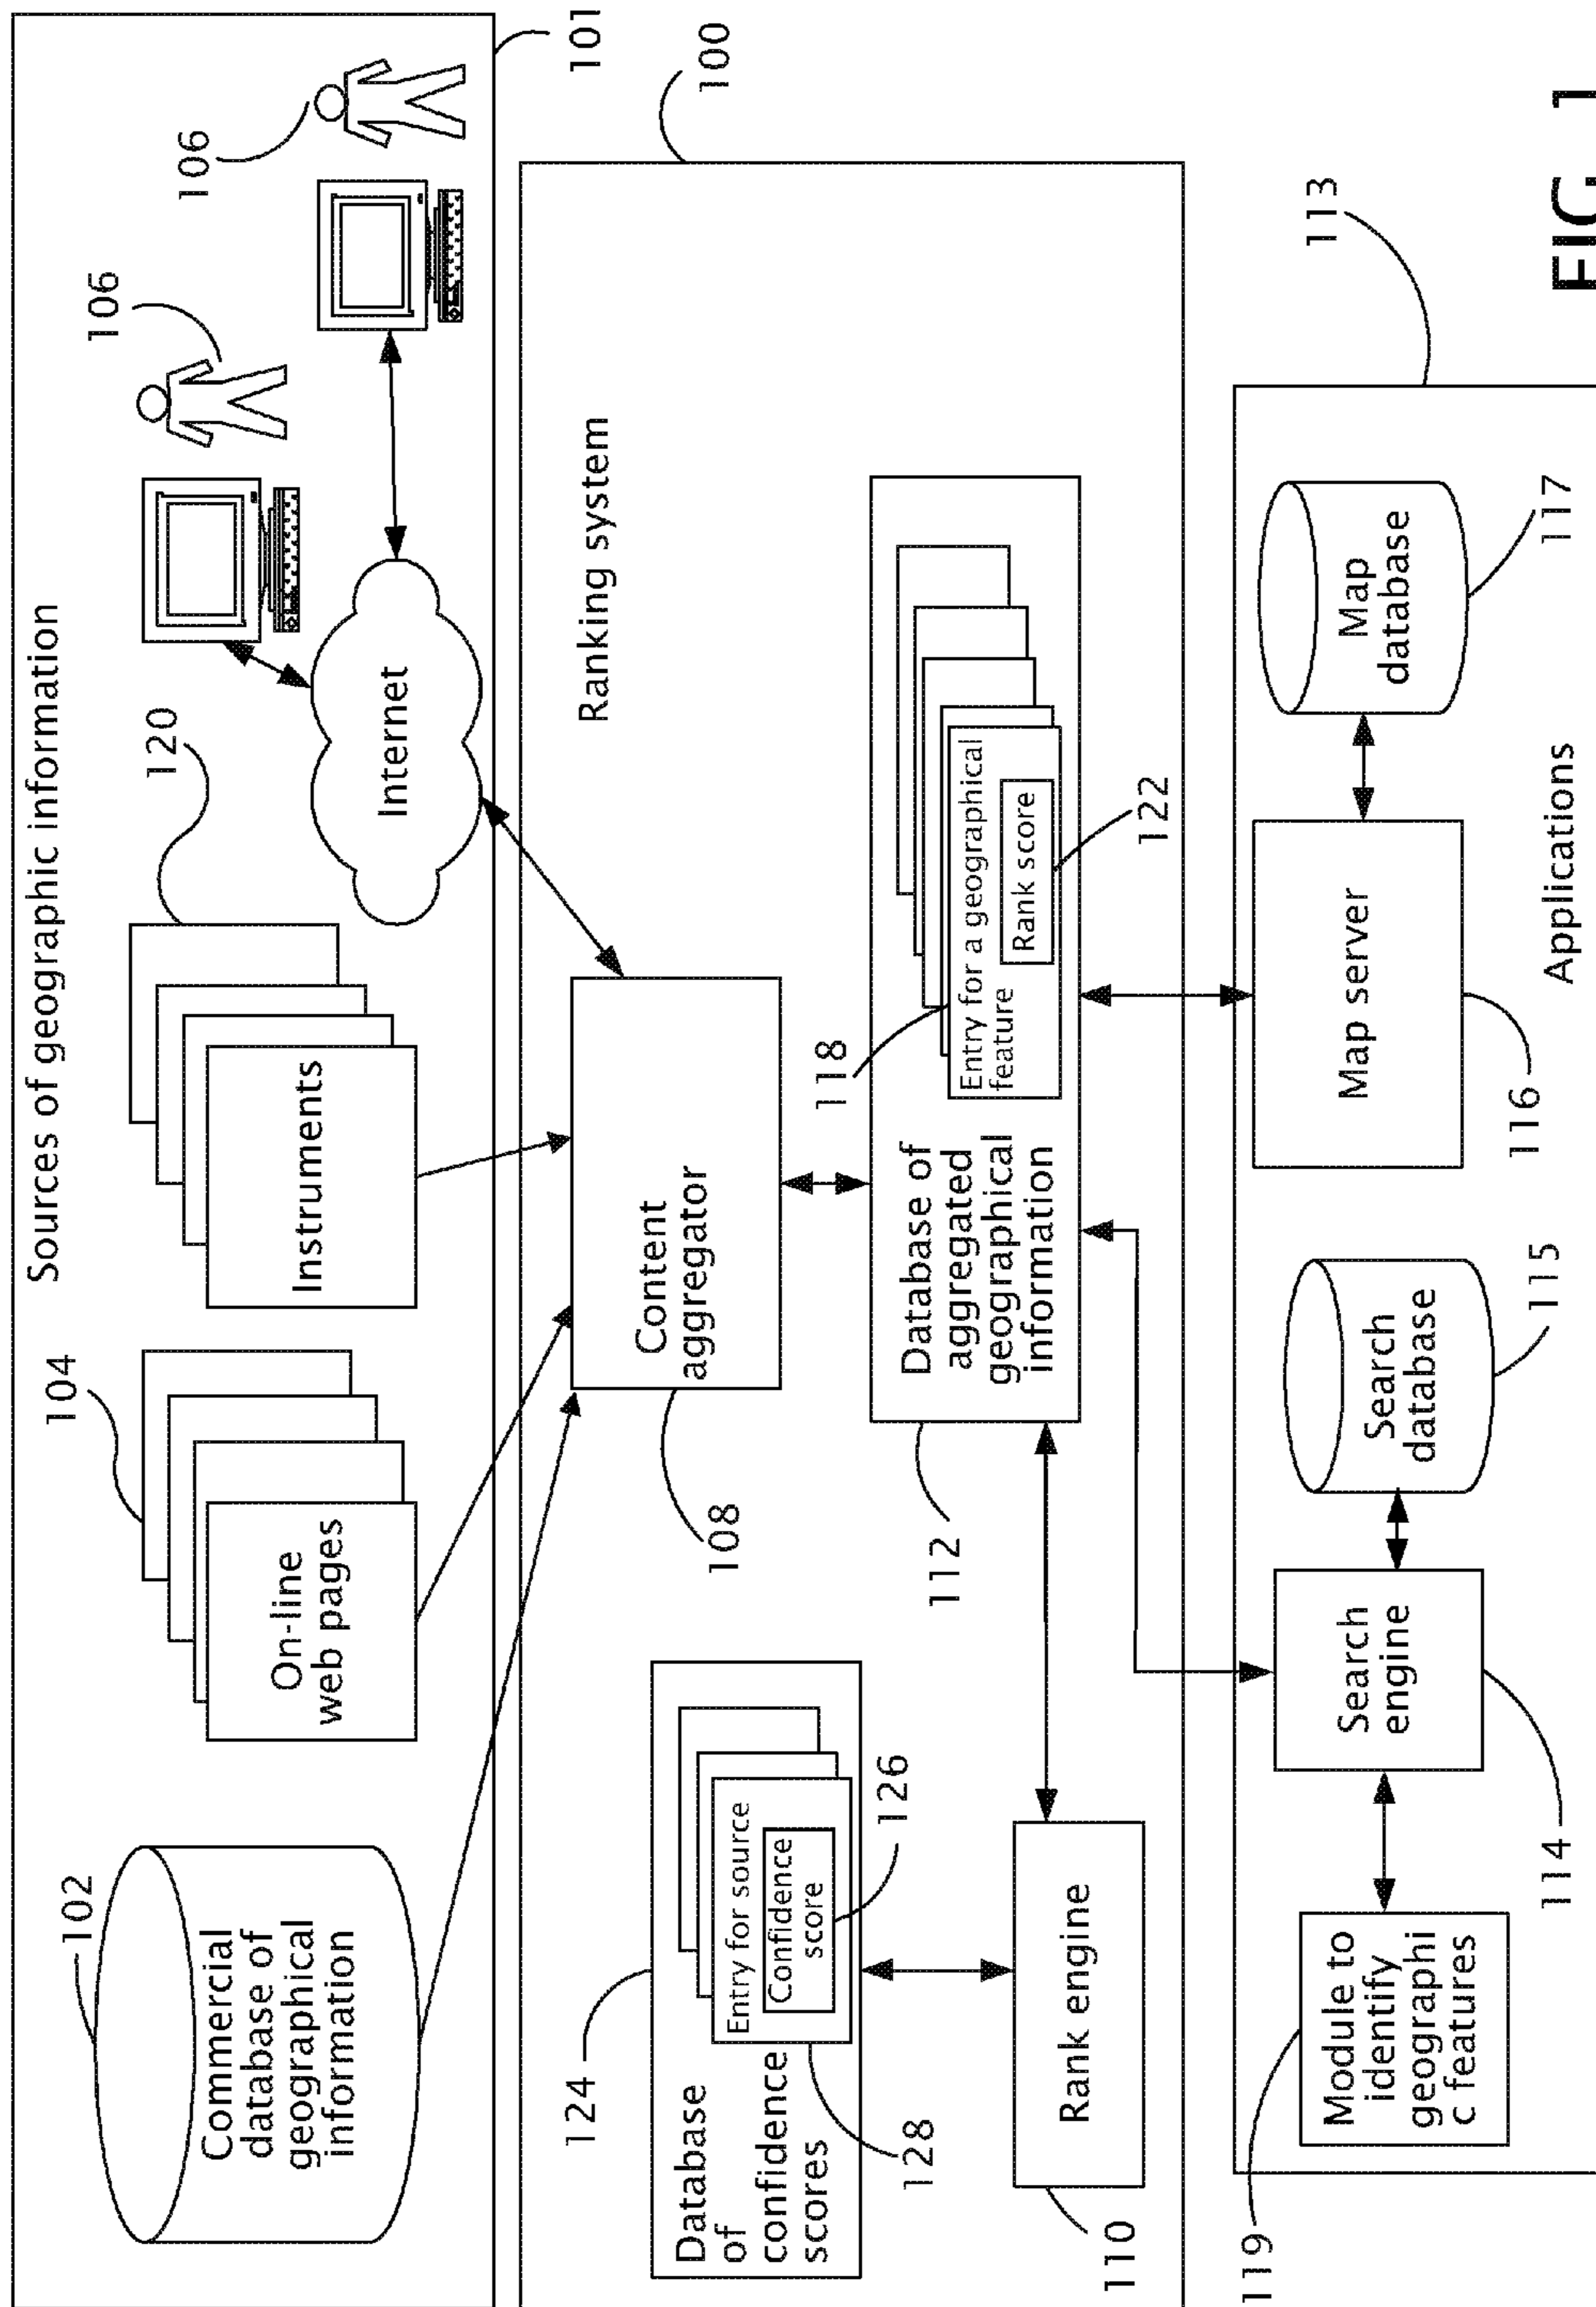 Sources of geographic information
101
102
Commercial
database of
geographical
information
104
On-line
web pages
120
Instruments
Internet
106
106
100
Ranking system
124
Database
of
confidence
scores
Entry for source
Confidence
score
126
128
Content
aggregator
108
Database of
aggregated
geographical
information
112
118
Entry for a geographical
feature
Rank score
122
Rank engine
110
113
119
Module to
identify
geographi
c features
Search
engine
114
Search
database
115
Map server
116
Map
database
117
Applications
FIG. 1